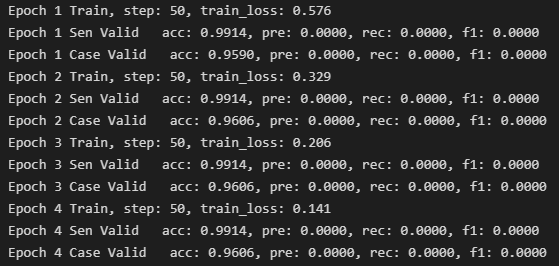 Epoch 1 Train, step: 50, train_loss: 0.576
Epoch 1 Sen Valid   acc: 0.9914, pre: 0.0000, rec: 0.0000, f1: 0.0000
Epoch 1 Case Valid   acc: 0.9590, pre: 0.0000, rec: 0.0000, f1: 0.0000
Epoch 2 Train, step: 50, train_loss: 0.329
Epoch 2 Sen Valid   acc: 0.9914, pre: 0.0000, rec: 0.0000, f1: 0.0000
Epoch 2 Case Valid   acc: 0.9606, pre: 0.0000, rec: 0.0000, f1: 0.0000
Epoch 3 Train, step: 50, train_loss: 0.206
Epoch 3 Sen Valid   acc: 0.9914, pre: 0.0000, rec: 0.0000, f1: 0.0000
Epoch 3 Case Valid   acc: 0.9606, pre: 0.0000, rec: 0.0000, f1: 0.0000
Epoch 4 Train, step: 50, train_loss: 0.141
Epoch 4 Sen Valid   acc: 0.9914, pre: 0.0000, rec: 0.0000, f1: 0.0000
Epoch 4 Case Valid   acc: 0.9606, pre: 0.0000, rec: 0.0000, f1: 0.0000